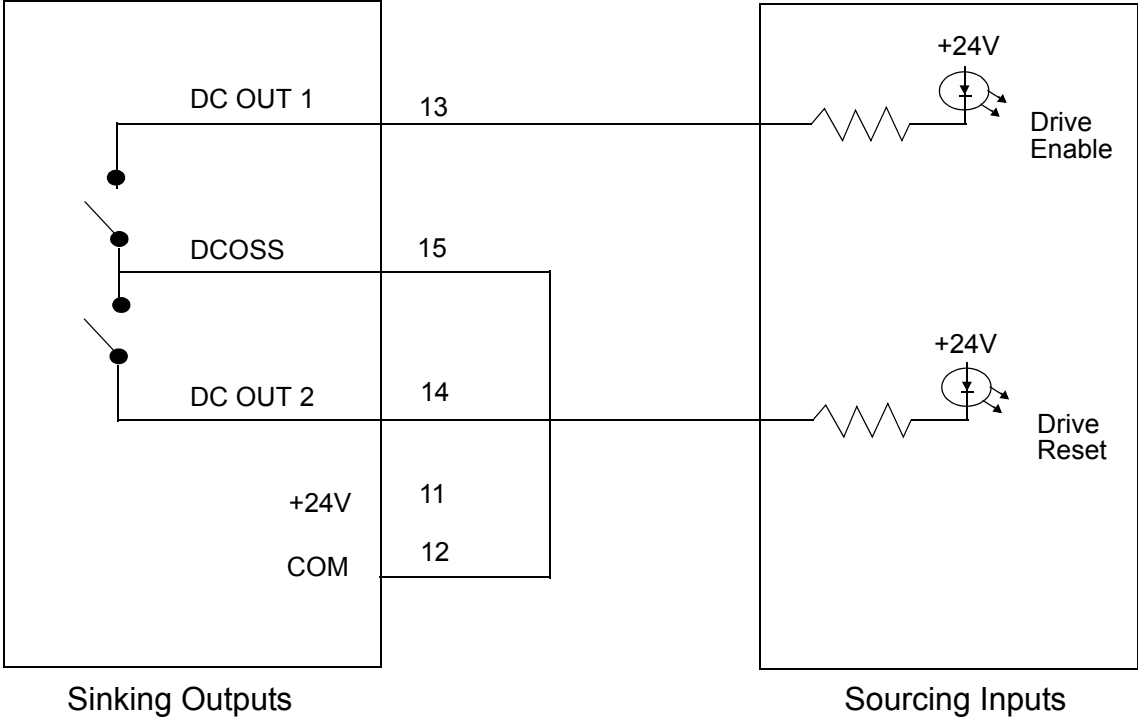 +24V
DC OUT 1
13
Drive
Enable
DCOSS
15
+24V
DC OUT 2
14
Drive
Reset
+24V
11
COM
12
Sinking Outputs
Sourcing Inputs